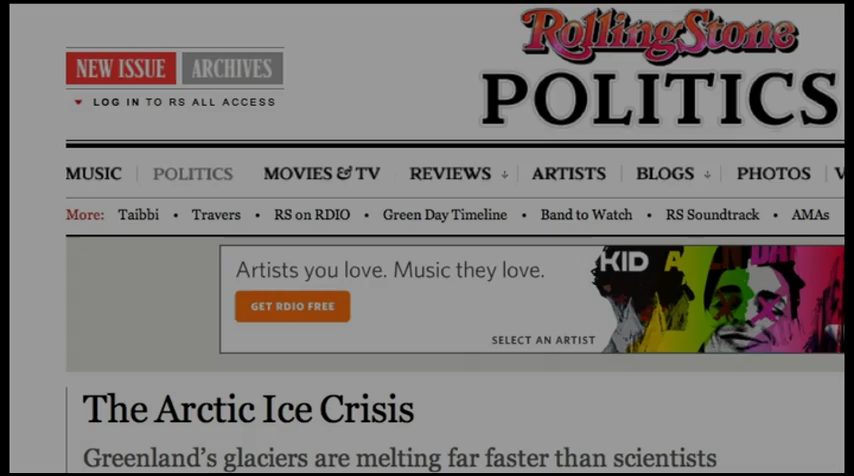 RollingStone
NEW ISSUE ARCHIVES
POLITICS
LOG IN TO RS ALL ACCESS
MUSIC POLITICS MOVIES & TV REVIEWS ARTISTS BLOGS PHOTOS
More: Taibbi • Travers • RS on RDIO • Green Day Timeline • Band to Watch • RS Soundtrack • AMAs
Artists you love. Music they love.
KID
GET RDIO FREE
SELECT AN ARTIST
The Arctic Ice Crisis
Greenland's glaciers are melting far faster than scientists